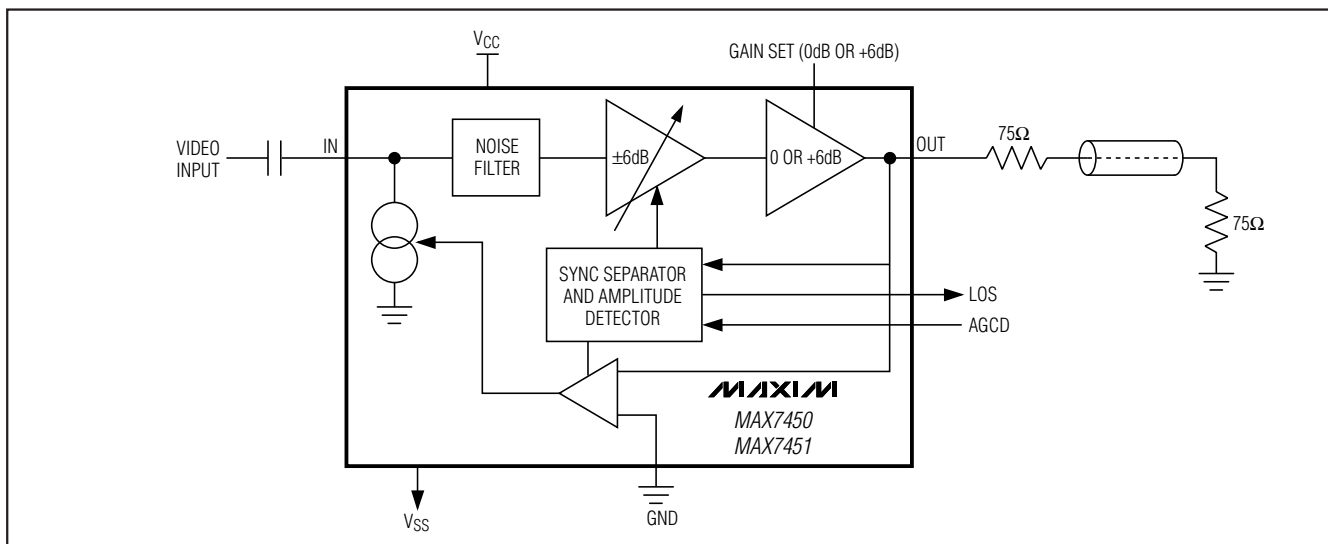 VCC
GAIN SET (0dB OR +6dB)
VIDEO
INPUT
IN
NOISE
FILTER
±6dB
0 OR +6dB
OUT
75Ω
75Ω
SYNC SEPARATOR
AND AMPLITUDE
DETECTOR
LOS
AGCD
MAXIM
MAX7450
MAX7451
VSS
GND